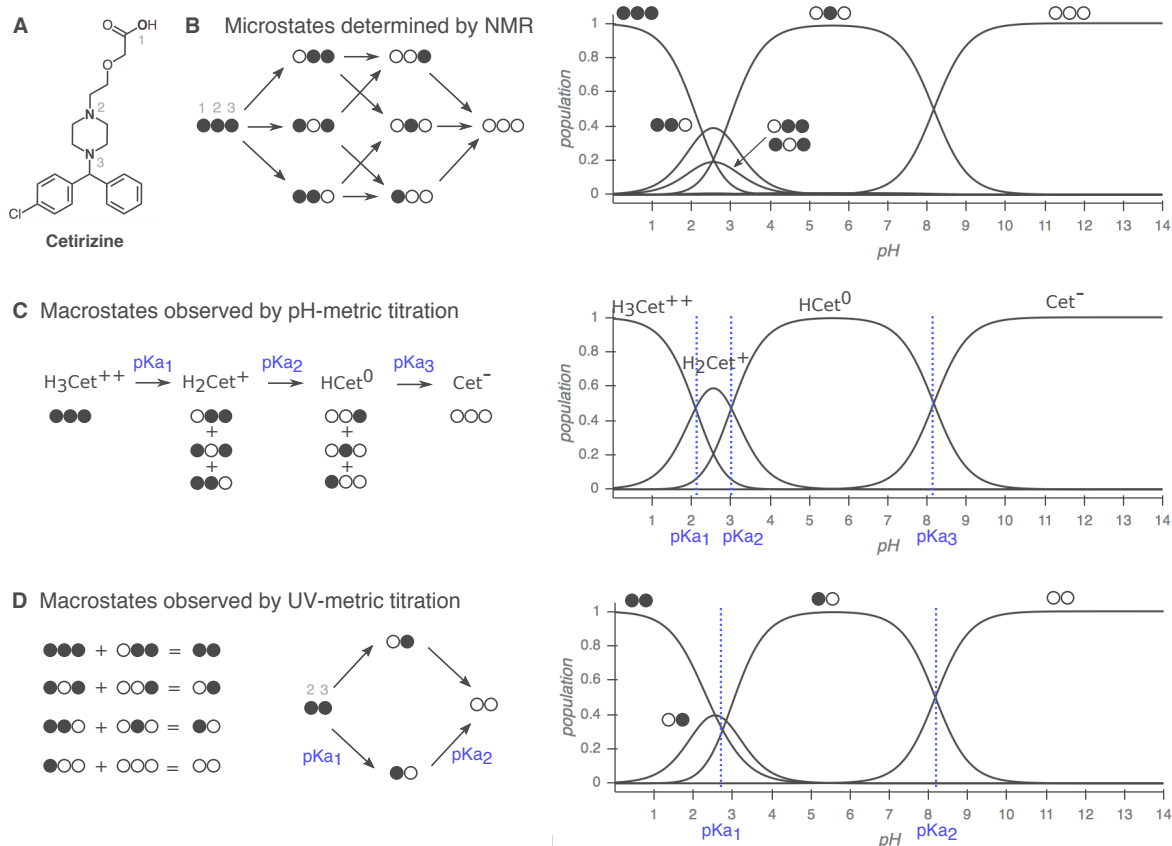 A
O
OH
1
O
N
2
N
3
Cl
Cetirizine
B Microstates determined by NMR
1 2 3
population
1
0.8
0.6
0.4
0.2
0
1 2 3 4 5 6 7 8 9 10 11 12 13 14
pH
C Macrostates observed by pH-metric titration
pKa1 pKa2 pKa3
H3Cet++ H2Cet+ HCet0 Cet-
+ +
+ +
H3Cet++ HCet0 Cet-
H2Cet+
population
1
0.8
0.6
0.4
0.2
0
1 2 3 4 5 6 7 8 9 10 11 12 13 14
pKa1 pKa2 pKa3
pH
D Macrostates observed by UV-metric titration
+ =
+ =
+ =
+ =
2 3
pKa1 pKa2
population
1
0.8
0.6
0.4
0.2
0
1 2 3 4 5 6 7 8 9 10 11 12 13 14
pKa1 pKa2
pH